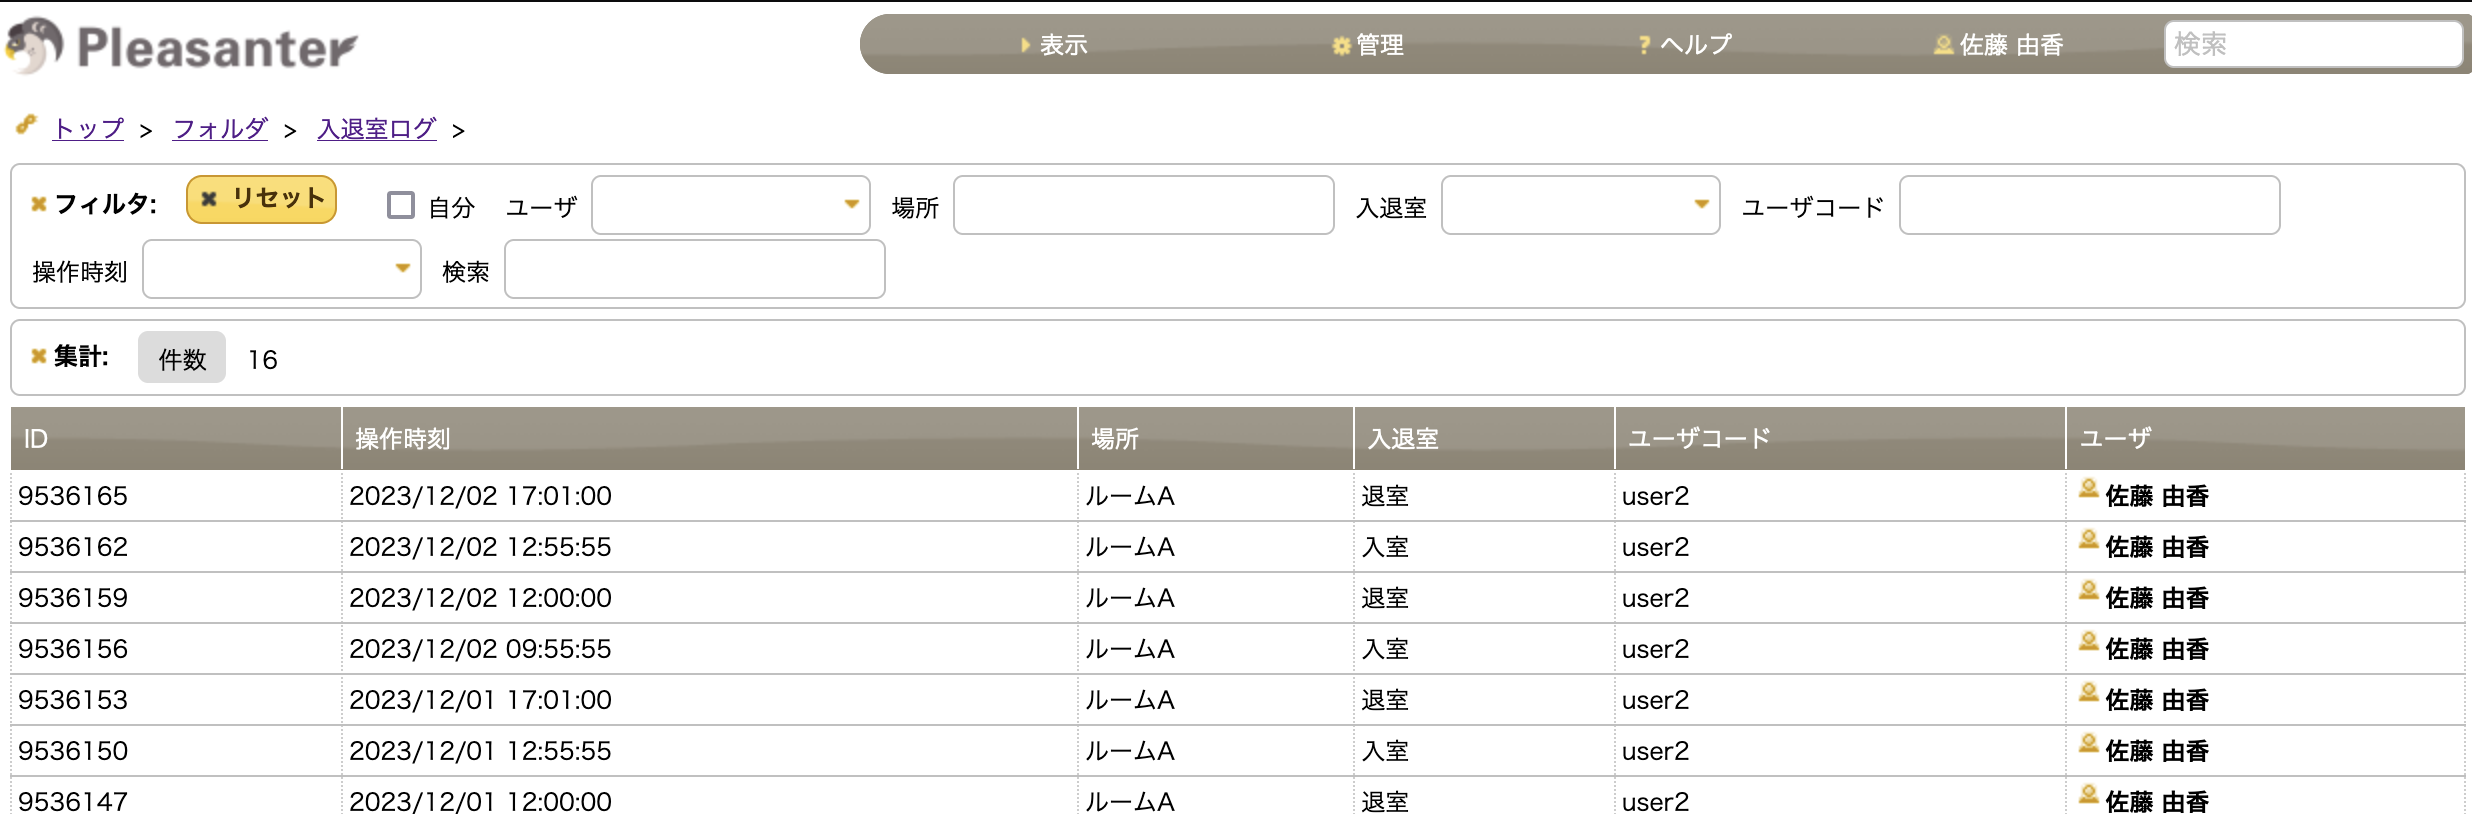 Pleasanter 表示 管理 ? ヘルプ 佐藤 由香 検索
トップ > フォルダ > 入退室ログ >
フィルタ: リセット 自分 ユーザ 場所 入退室 ユーザコード
操作時刻 検索
集計: 件数 16
ID 操作時刻 場所 入退室 ユーザコード ユーザ
9536165 2023/12/02 17:01:00 ルームA 退室 user2 佐藤 由香
9536162 2023/12/02 12:55:55 ルームA 入室 user2 佐藤 由香
9536159 2023/12/02 12:00:00 ルームA 退室 user2 佐藤 由香
9536156 2023/12/02 09:55:55 ルームA 入室 user2 佐藤 由香
9536153 2023/12/01 17:01:00 ルームA 退室 user2 佐藤 由香
9536150 2023/12/01 12:55:55 ルームA 入室 user2 佐藤 由香
9536147 2023/12/01 12:00:00 ルームA 退室 user2 佐藤 由香